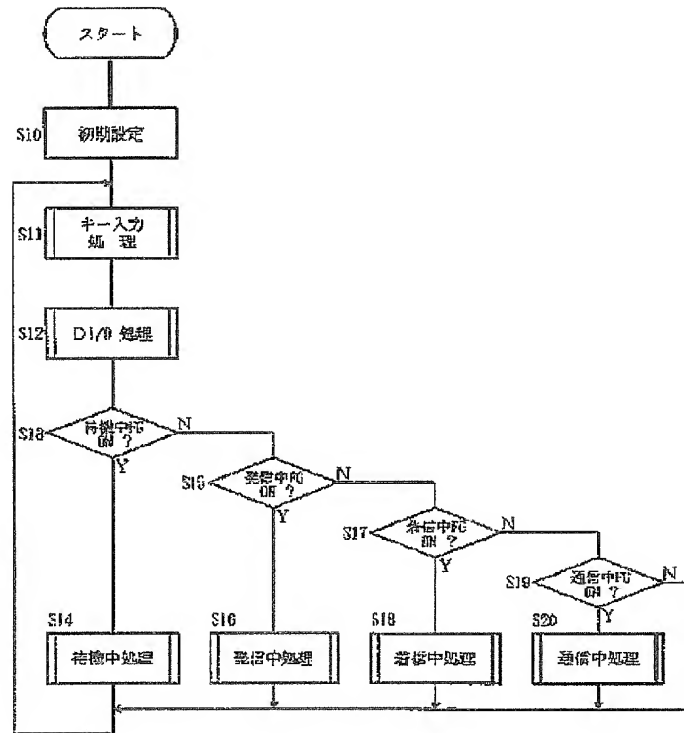 スタート
S10
初期設定
S11
キー入力
処 理
S12
DI/O 処理
S13
待機中FG
ON ?
N
Y
S15
発信中FG
ON ?
N
Y
S17
着信中FG
ON ?
N
Y
S19
通信中FG
ON ?
N
Y
S14
待機中処理
S16
発信中処理
S18
着信中処理
S20
通信中処理